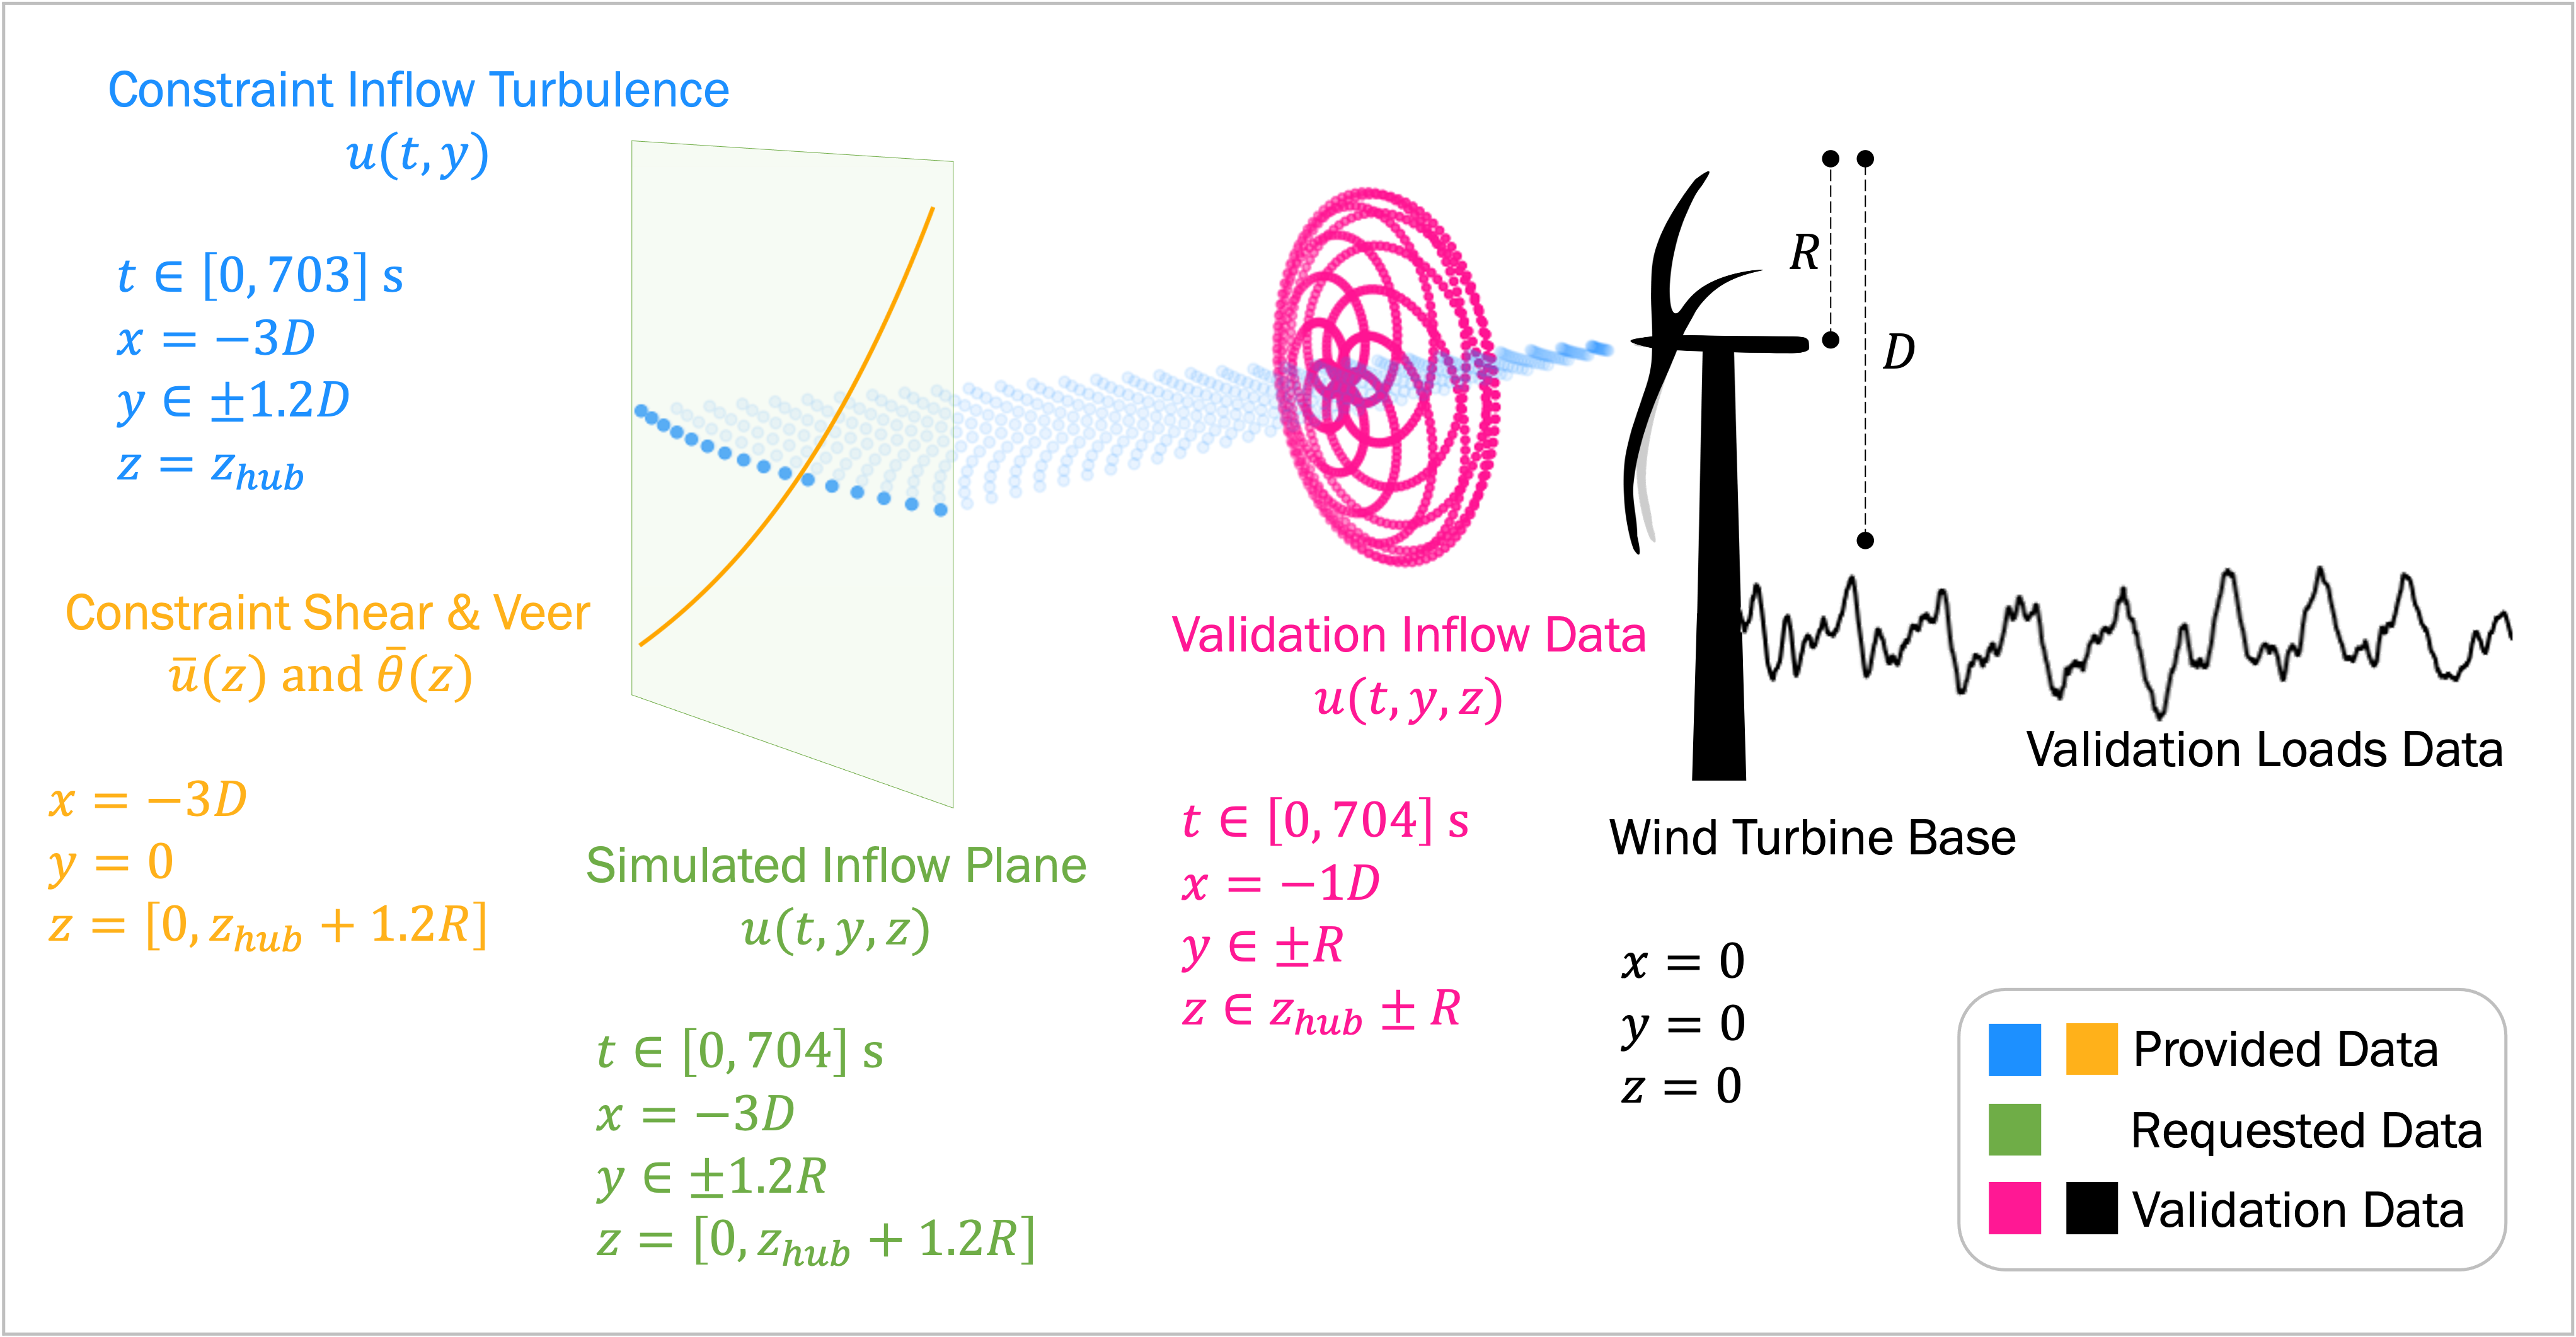 Constraint Inflow Turbulence
u(t, y)
t ∈ [0, 703] s
x = −3D
y ∈ ±1.2D
z = z_hub
Constraint Shear & Veer
ū(z) and θ̄(z)
x = −3D
y = 0
z = [0, z_hub + 1.2R]
Simulated Inflow Plane
u(t, y, z)
t ∈ [0, 704] s
x = −3D
y ∈ ±1.2R
z = [0, z_hub + 1.2R]
Validation Inflow Data
u(t, y, z)
t ∈ [0, 704] s
x = −1D
y ∈ ±R
z ∈ z_hub ± R
R
D
Validation Loads Data
Wind Turbine Base
x = 0
y = 0
z = 0
Provided Data
Requested Data
Validation Data